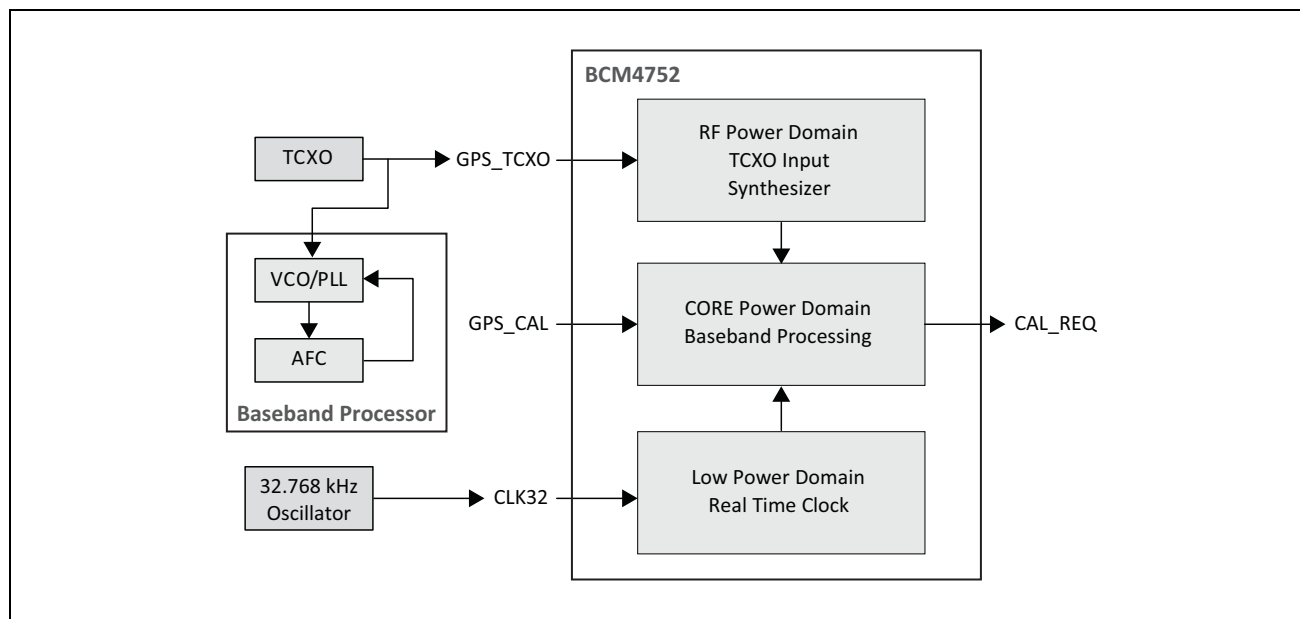 BCM4752
RF Power Domain
TCXO Input
Synthesizer
TCXO
GPS_TCXO
VCO/PLL
AFC
Baseband Processor
GPS_CAL
CORE Power Domain
Baseband Processing
CAL_REQ
32.768 kHz
Oscillator
CLK32
Low Power Domain
Real Time Clock